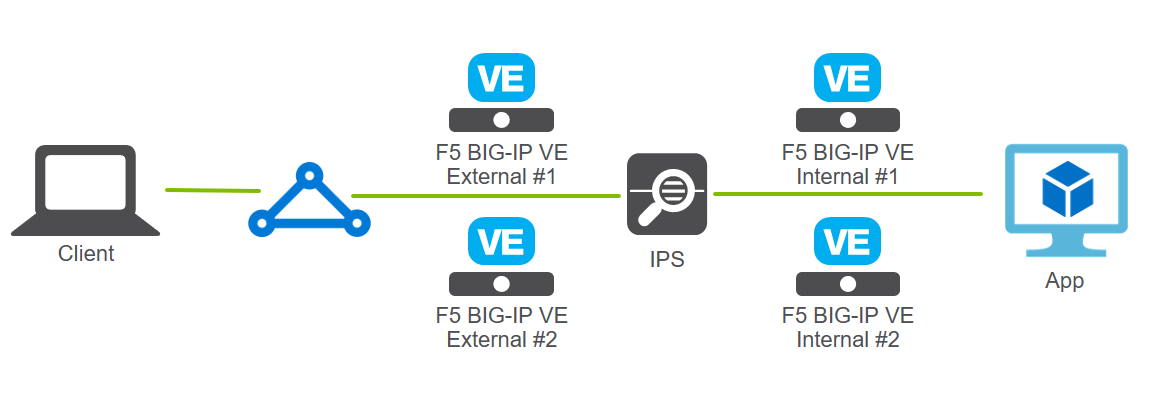 VE
F5 BIG-IP VE
External #1
VE
F5 BIG-IP VE
Internal #1
Client
IPS
App
VE
F5 BIG-IP VE
External #2
VE
F5 BIG-IP VE
Internal #2